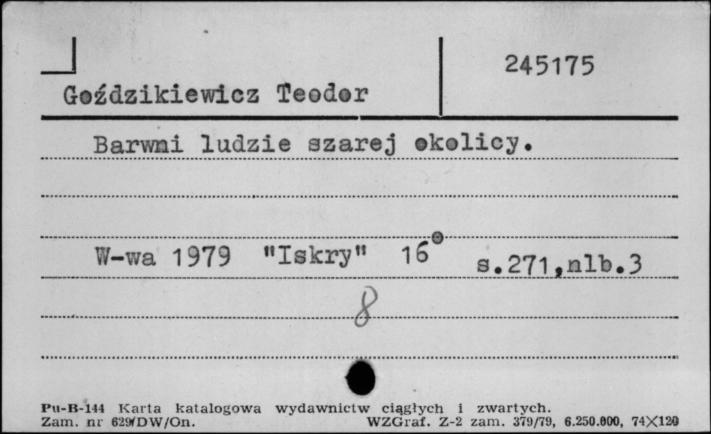 245175
Goździkiewicz Teodor
Barwni ludzie szarej okolicy.
W-wa 1979 "Iskry" 16° s.271,nlb.3
8
Pu-B-144 Karta katalogowa wydawnictw ciągłych i zwartych.
Zam. nr 629/DW/On. WZGraf. Z-2 zam. 379/79, 6.250.000, 74X120